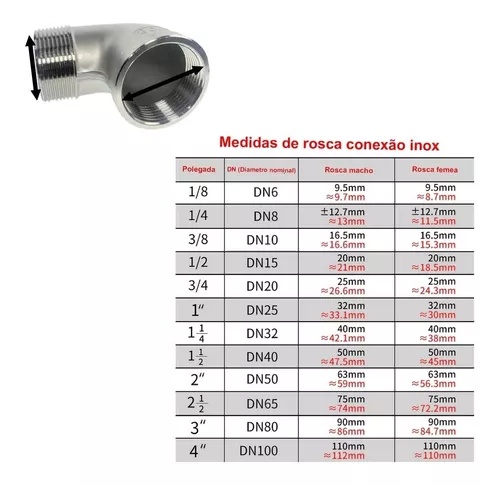 Medidas de rosca conexão inox
Polegada DN (Diametro nominal) Rosca macho Rosca femea
1/8 DN6 9.5mm ≈9.7mm 9.5mm ≈8.7mm
1/4 DN8 ±12.7mm ≈13mm ±12.7mm ≈11.5mm
3/8 DN10 16.5mm ≈16.6mm 16.5mm ≈15.3mm
1/2 DN15 20mm ≈21mm 20mm ≈18.5mm
3/4 DN20 25mm ≈26.6mm 25mm ≈24.3mm
1“ DN25 32mm ≈33.1mm 32mm ≈30mm
1 1/4 DN32 40mm ≈42.1mm 40mm ≈38mm
1 1/2 DN40 50mm ≈47.5mm 50mm ≈45mm
2“ DN50 63mm ≈59mm 63mm ≈56.3mm
2 1/2 DN65 75mm ≈74mm 75mm ≈72.2mm
3“ DN80 90mm ≈86mm 90mm ≈84.7mm
4“ DN100 110mm ≈112mm 110mm ≈110mm